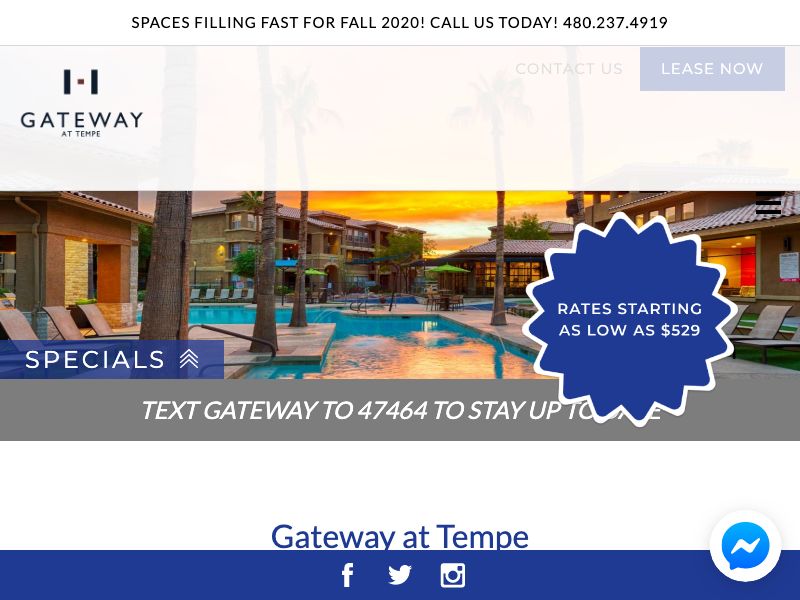 SPACES FILLING FAST FOR FALL 2020! CALL US TODAY! 480.237.4919
CONTACT US
LEASE NOW
GATEWAY
AT TEMPE
RATES STARTING
AS LOW AS $529
SPECIALS
TEXT GATEWAY TO 47464 TO STAY UP TO
Gateway at Tempe